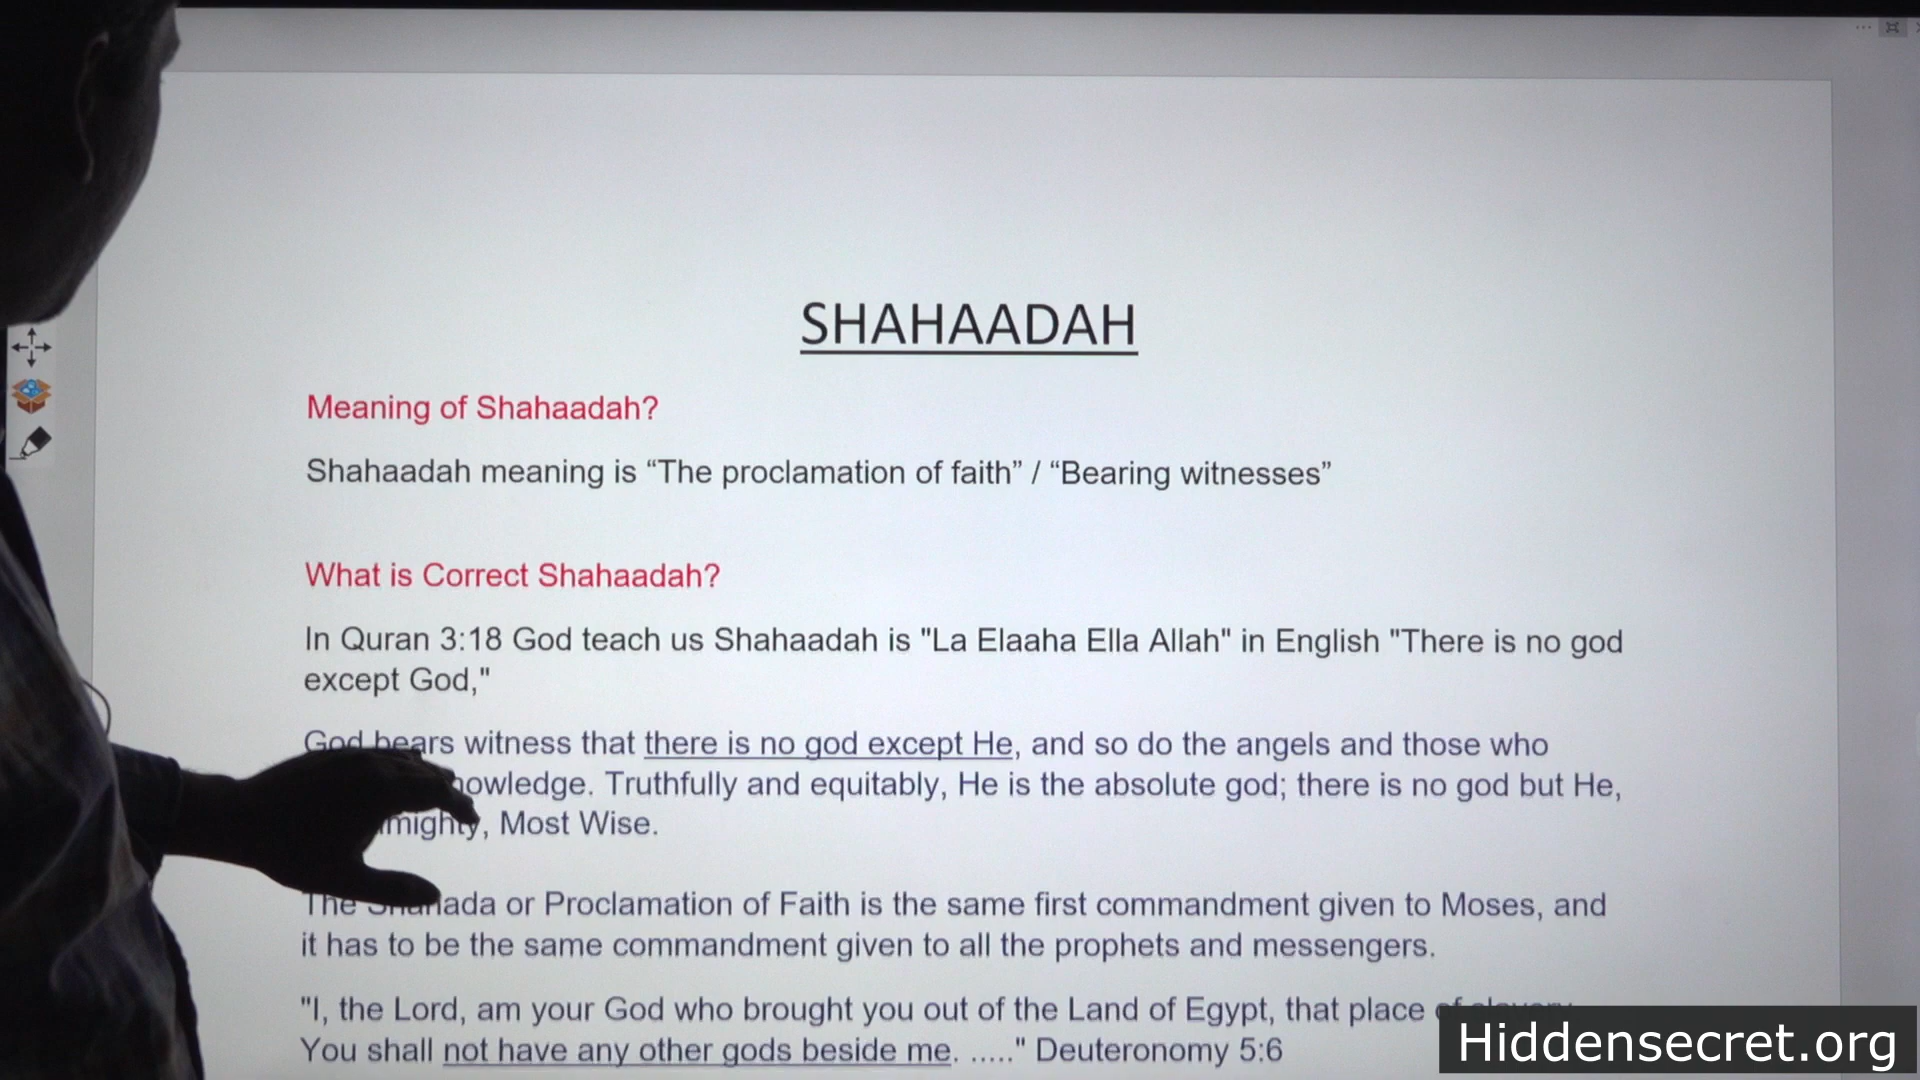 SHAHAADAH
Meaning of Shahaadah?
Shahaadah meaning is “The proclamation of faith” / “Bearing witnesses”
What is Correct Shahaadah?
In Quran 3:18 God teach us Shahaadah is "La Elaaha Ella Allah" in English "There is no god
except God,"
God bears witness that there is no god except He, and so do the angels and those who
Truthfully and equitably, He is the absolute god; there is no god but He,
Most Wise.
The or Proclamation of Faith is the same first commandment given to Moses, and
it has to be the same commandment given to all the prophets and messengers.
"I, the Lord, am your God who brought you out of the Land of Egypt, that place
You shall not have any other gods beside me. ....." Deuteronomy 5:6
Hiddensecret.org